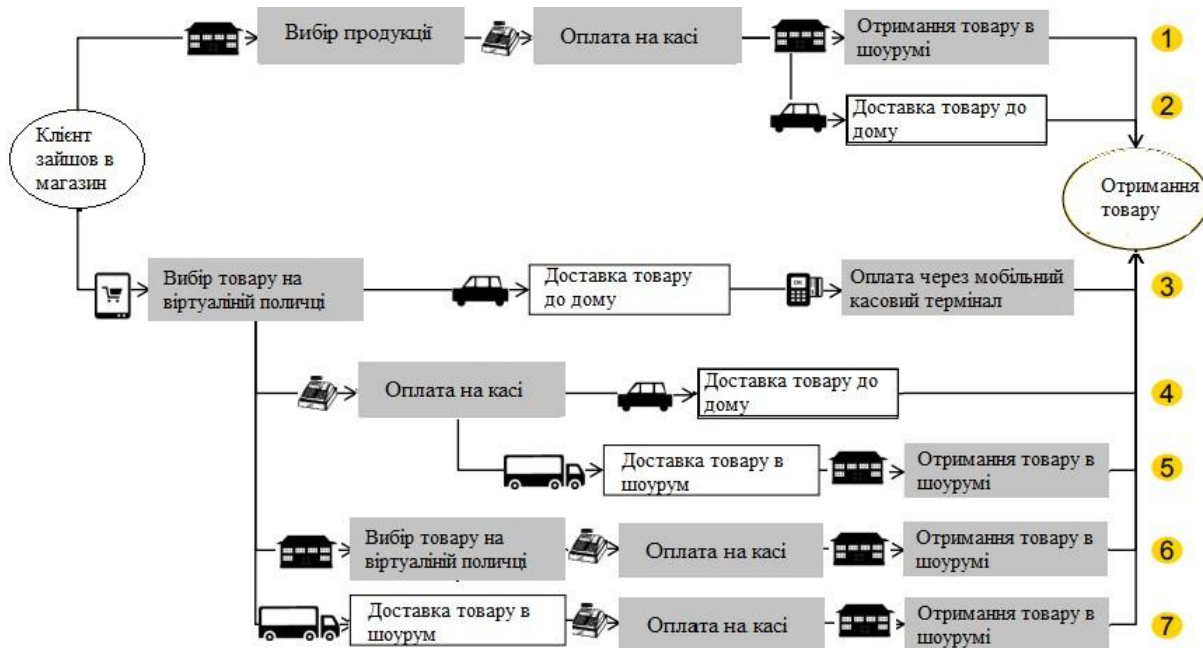 Вибір продукції
Оплата на касі
Отримання товару в
шоурумі
1
Доставка товару до
дому
2
Клієнт
зайшов в
магазин
Отримання
товару
Вибір товару на
віртуаліній поличці
Доставка товару
до дому
Оплата через мобільний
касовий термінал
3
Оплата на касі
Доставка товару до
дому
4
Доставка товару в
шоурум
Отримання товару в
шоурумі
5
Вибір товару на
віртуаліній поличці
Оплата на касі
Отримання товару в
шоурумі
6
Доставка товару в
шоурум
Оплата на касі
Отримання товару в
шоурумі
7